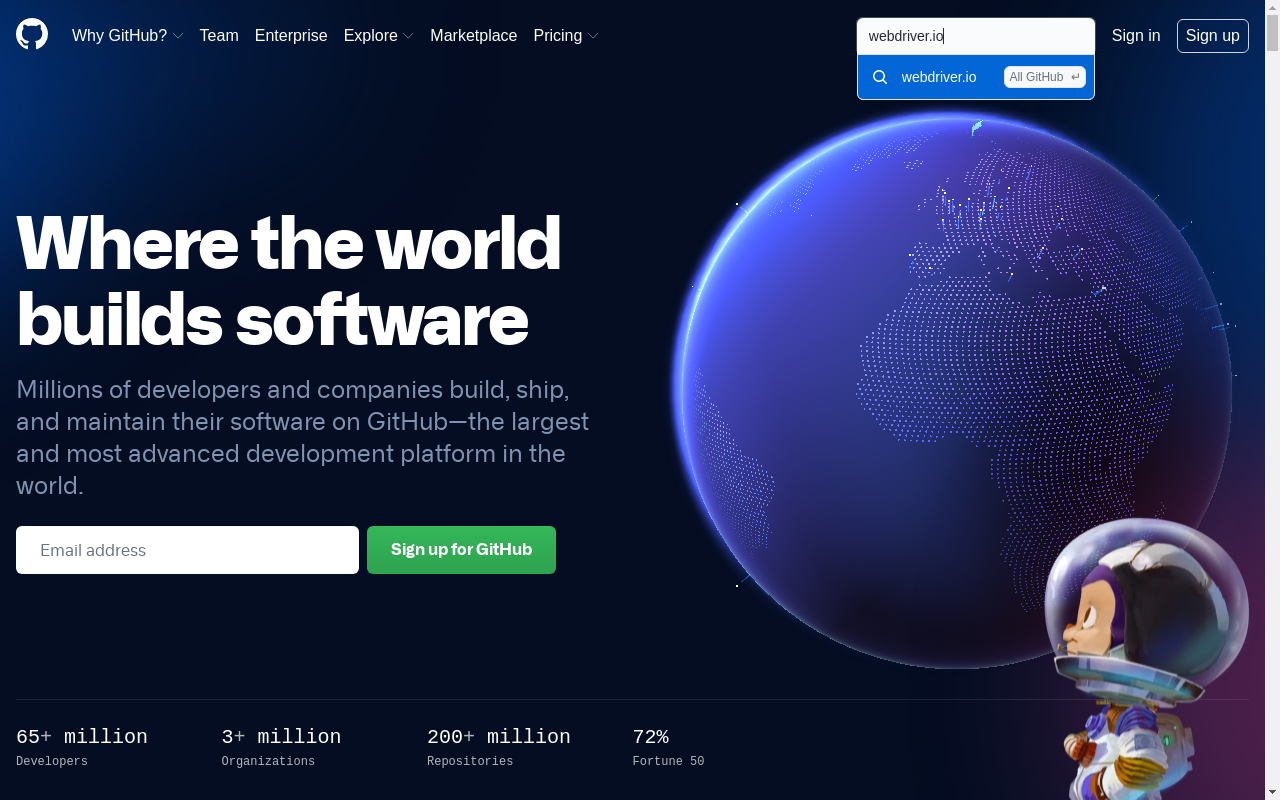 Why GitHub? Team Enterprise Explore Marketplace Pricing webdriver.io Sign in Sign up
webdriver.io All GitHub ↵
Where the world
builds software
Millions of developers and companies build, ship,
and maintain their software on GitHub—the largest
and most advanced development platform in the
world.
Email address Sign up for GitHub
65+ million 3+ million 200+ million 72%
Developers Organizations Repositories Fortune 50